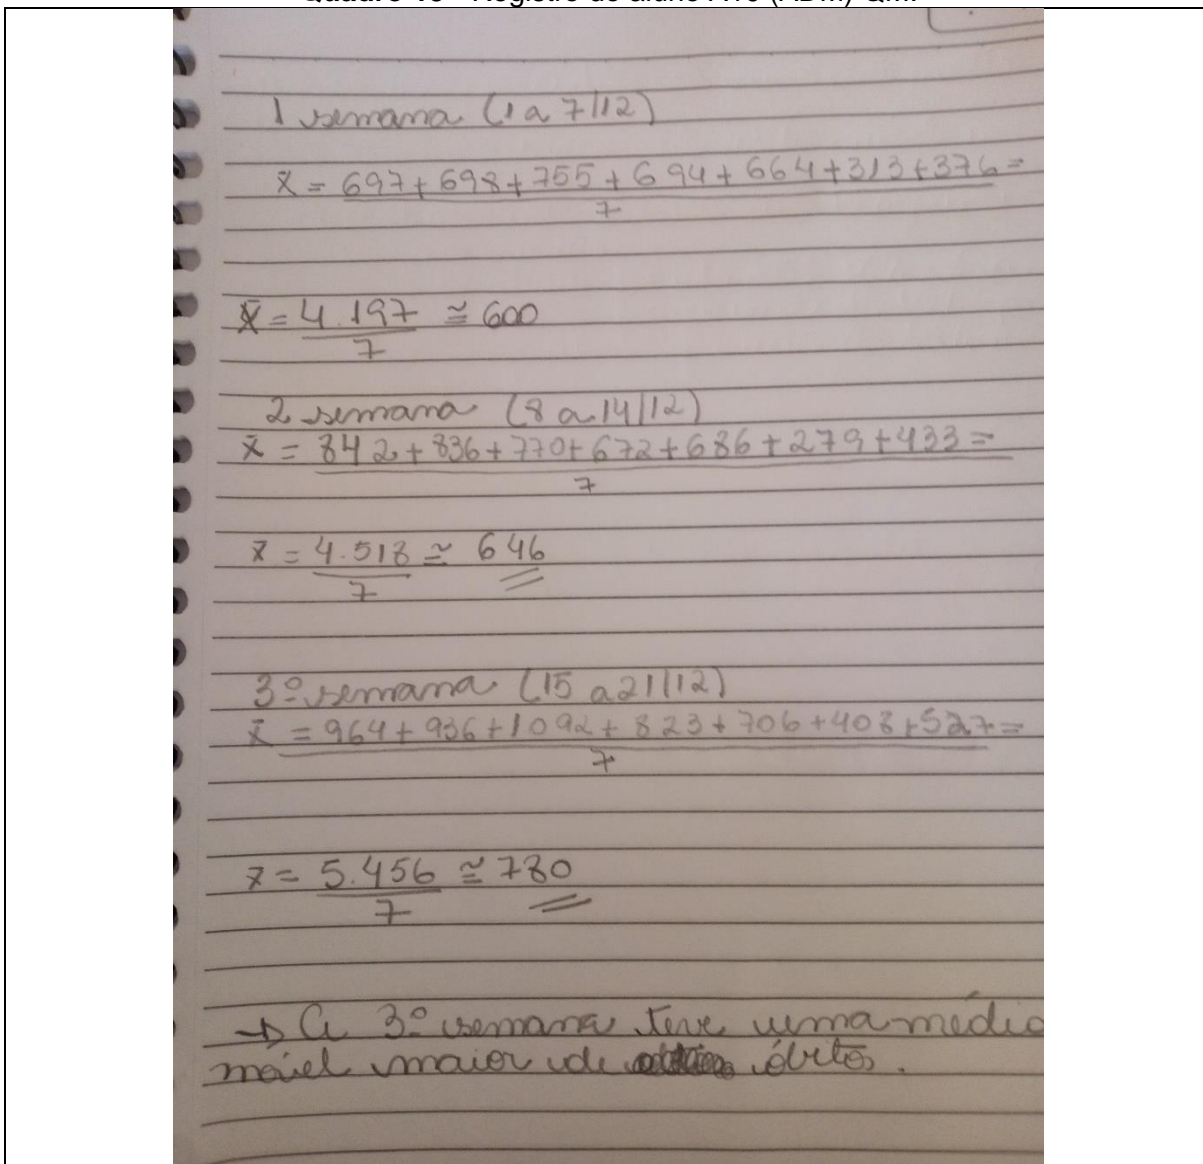 1 semana (1 a 7/12)
x̄ = 697+698+755+694+664+313+376 =
7
x̄ = 4.197 ≅ 600
7
2 semana (8 a 14/12)
x̄ = 842+836+770+672+686+279+433 =
7
x̄ = 4.518 ≅ 646
7
3º semana (15 a 21/12)
x̄ = 964+936+1092+823+706+408+527 =
7
x̄ = 5.456 ≅ 780
7
→ A 3º semana teve uma média
móvel maior de óbitos.